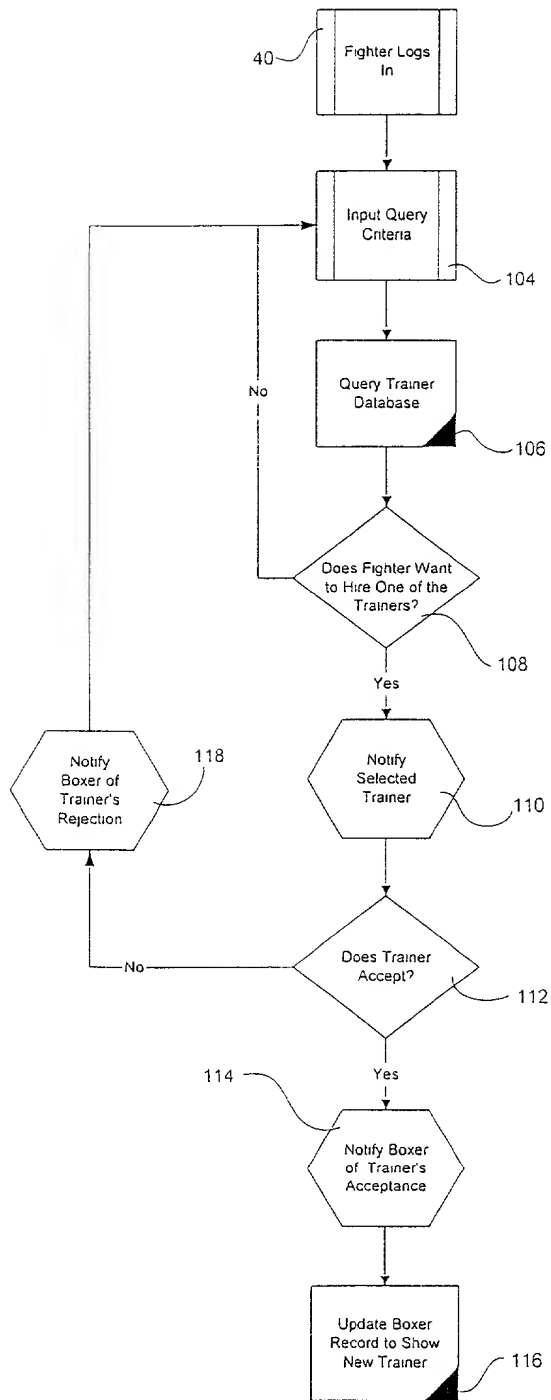 40
Fighter Logs
In
Input Query
Criteria
104
Query Trainer
Database
106
No
Does Fighter Want
to Hire One of the
Trainers?
108
Yes
Notify
Selected
Trainer
110
Notify
Boxer of
Trainer's
Rejection
118
Does Trainer
Accept?
112
No
Yes
114
Notify Boxer
of Trainer's
Acceptance
Update Boxer
Record to Show
New Trainer
116